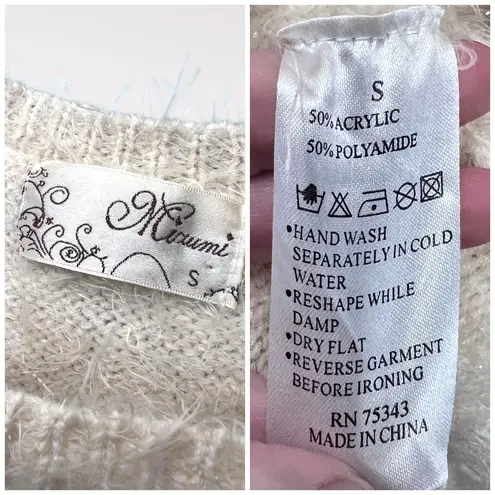 Mizumi
S
S
50% ACRYLIC
50% POLYAMIDE
•HAND WASH
SEPARATELY IN COLD
WATER
•RESHAPE WHILE
DAMP
•DRY FLAT
•REVERSE GARMENT
BEFORE IRONING
RN 75343
MADE IN CHINA